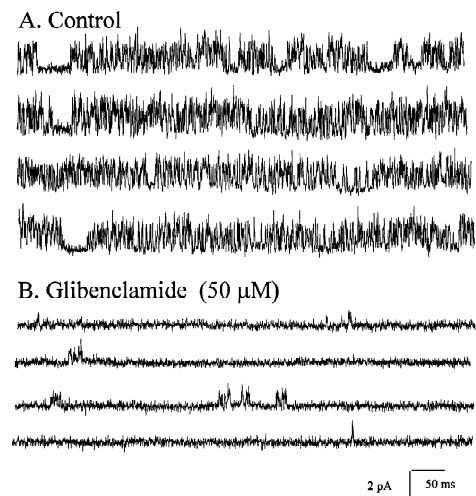 A. Control
B. Glibenclamide (50 μM)
2 pA
50 ms